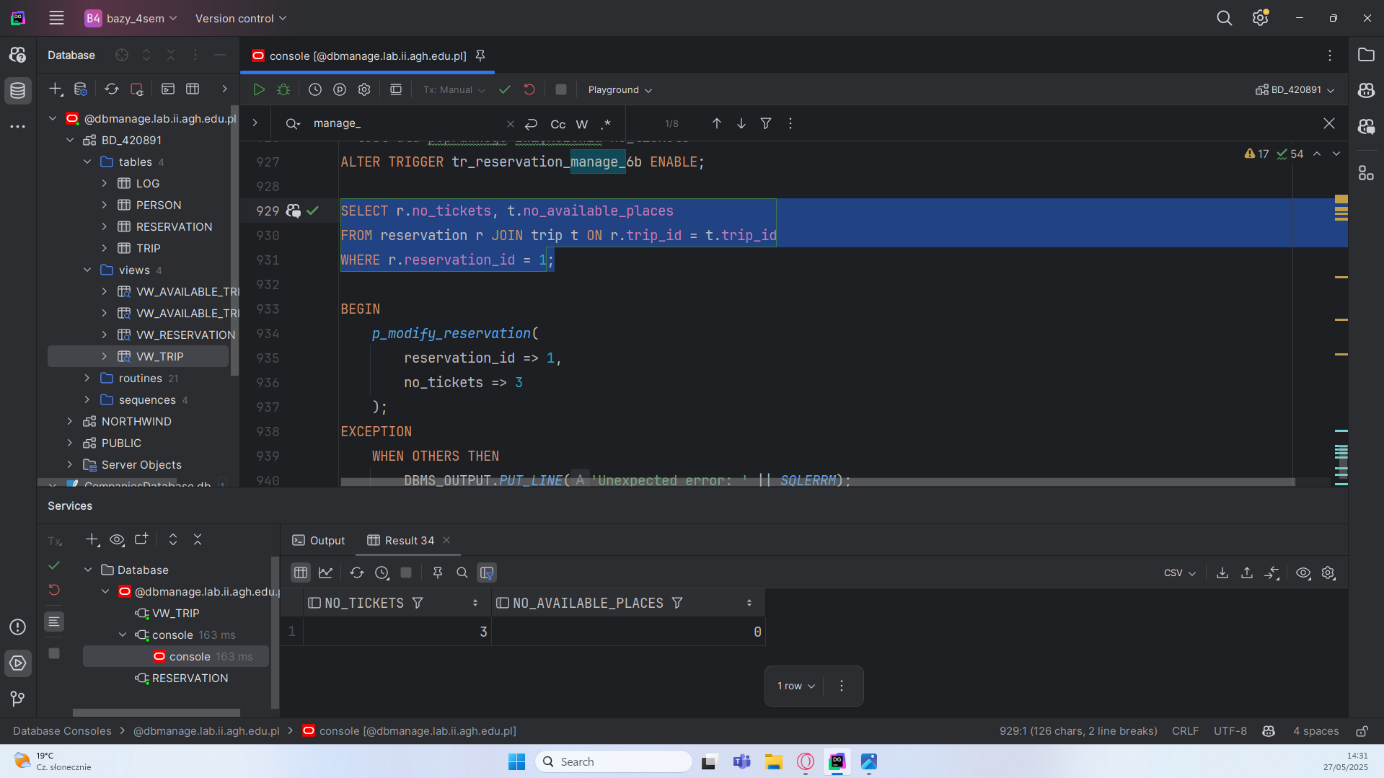 B4 bazy_4sem Version control
Database
console [@dbmanage.lab.ii.agh.edu.pl]
Tx: Manual Playground BD_420891
manage_ Cc W .* 1/8
@dbmanage.lab.ii.agh.edu.pl
BD_420891
tables 4
LOG
PERSON
RESERVATION
TRIP
views 4
VW_AVAILABLE_TRI
VW_AVAILABLE_TRI
VW_RESERVATION
VW_TRIP
routines 21
sequences 4
NORTHWIND
PUBLIC
Server Objects
CompaniesDatabase.db 1
17 54
927 ALTER TRIGGER tr_reservation_manage_6b ENABLE;
928
929 SELECT r.no_tickets, t.no_available_places
930 FROM reservation r JOIN trip t ON r.trip_id = t.trip_id
931 WHERE r.reservation_id = 1;
932
933 BEGIN
934 p_modify_reservation(
935 reservation_id => 1,
936 no_tickets => 3
937 );
938 EXCEPTION
939 WHEN OTHERS THEN
940 DBMS_OUTPUT.PUT_LINE( A 'Unexpected error: ' || SQLERRM);
Services
Tx
Database
@dbmanage.lab.ii.agh.edu.p
VW_TRIP
console 163 ms
console 163 ms
RESERVATION
Output Result 34
CSV
NO_TICKETS NO_AVAILABLE_PLACES
1 3 0
1 row
Database Consoles > @dbmanage.lab.ii.agh.edu.pl > console [@dbmanage.lab.ii.agh.edu.pl]
929:1 (126 chars, 2 line breaks) CRLF UTF-8 4 spaces
19°C
Cz. słonecznie
Search
14:31
27/05/2025